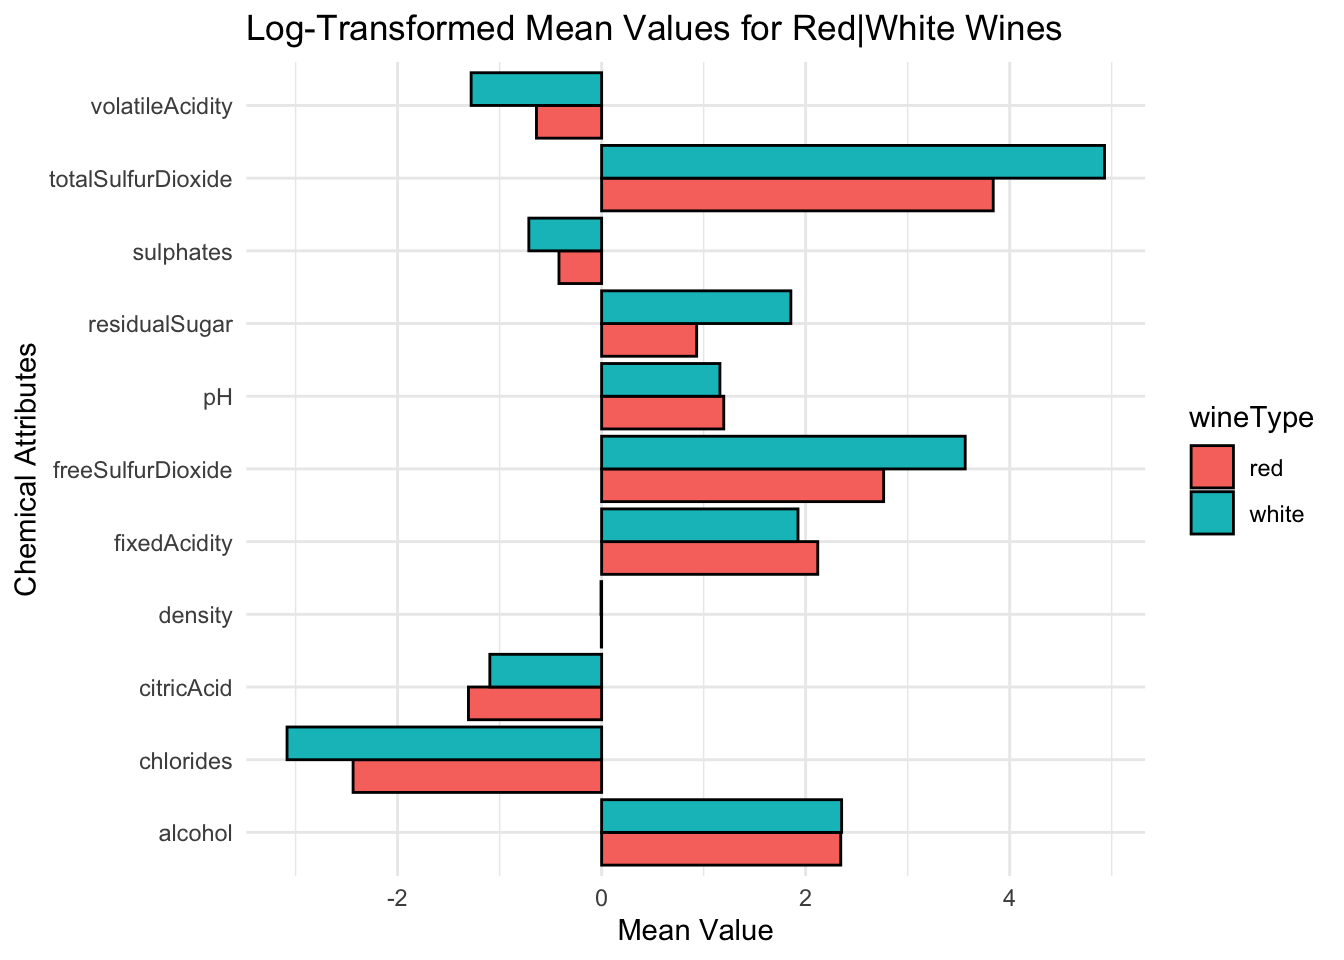 Log-Transformed Mean Values for Red|White Wines
volatileAcidity
totalSulfurDioxide
sulphates
residualSugar
pH
freeSulfurDioxide
fixedAcidity
density
citricAcid
chlorides
alcohol
Chemical Attributes
-2
0
2
4
Mean Value
wineType
red
white